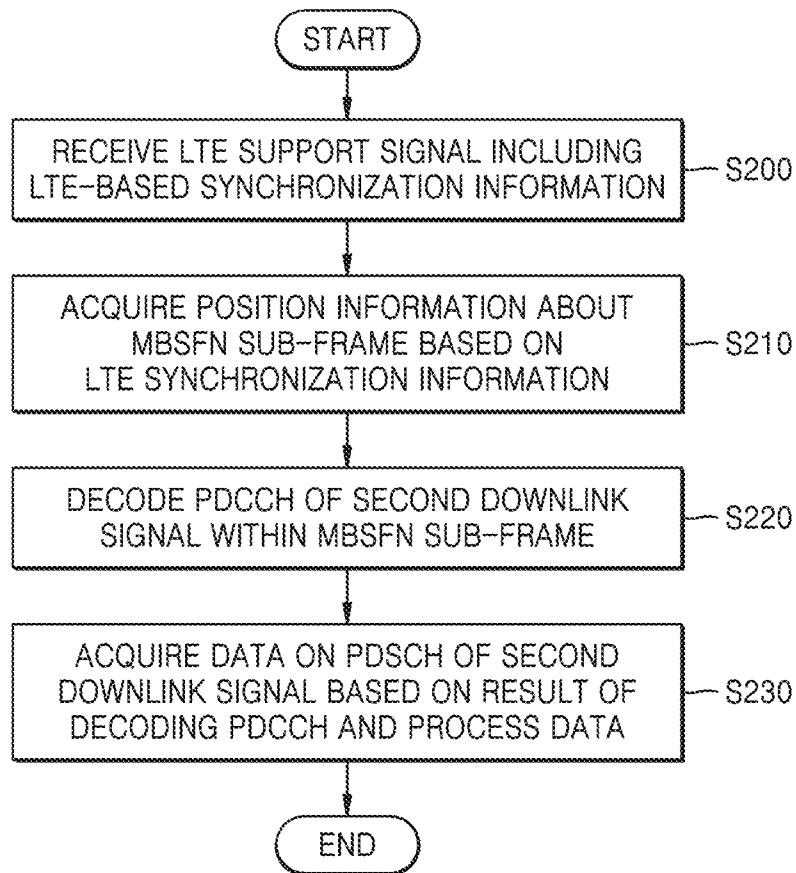 START
RECEIVE LTE SUPPORT SIGNAL INCLUDING
LTE-BASED SYNCHRONIZATION INFORMATION
S200
ACQUIRE POSITION INFORMATION ABOUT
MBSFN SUB-FRAME BASED ON
LTE SYNCHRONIZATION INFORMATION
S210
DECODE PDCCH OF SECOND DOWNLINK
SIGNAL WITHIN MBSFN SUB-FRAME
S220
ACQUIRE DATA ON PDSCH OF SECOND
DOWNLINK SIGNAL BASED ON RESULT OF
DECODING PDCCH AND PROCESS DATA
S230
END